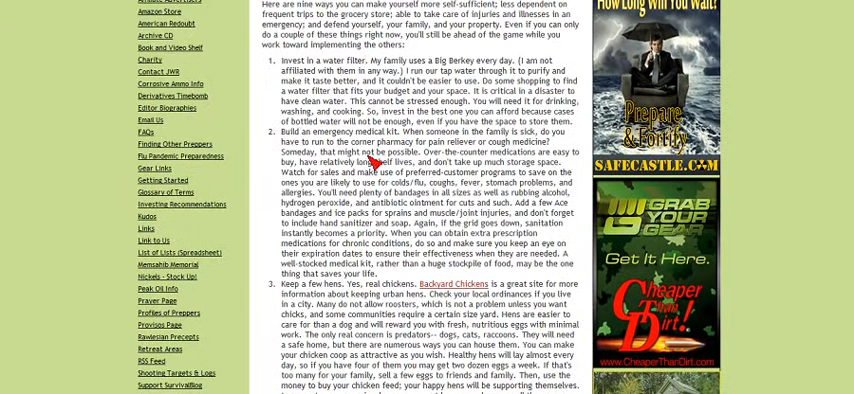 Affiliate Advertisers
Amazon Store
American Redoubt
Archive CD
Book and Video Shelf
Charity
Contact JWR
Corrosive Ammo Info
Derivatives Timebomb
Editor Biographies
Email Us
FAQs
Finding Other Preppers
Flu Pandemic Preparedness
Gear Links
Getting Started
Glossary of Terms
Investing Recommendations
Kudos
Links
Link to Us
List of Lists (Spreadsheet)
Memsahib Memorial
Nickels - Stock Up!
Peak Oil Info
Prayer Page
Profiles of Preppers
Provisos Page
Rawlesian Precepts
Retreat Areas
RSS Feed
Shooting Targets & Logs
Support SurvivalBlog
Here are nine ways you can make yourself more self-sufficient; less dependent on
frequent trips to the grocery store; able to take care of injuries and illnesses in an
emergency; and defend yourself, your family, and your property. Even if you can only
do a couple of these things right now, you'll still be ahead of the game while you
work toward implementing the others:
1. Invest in a water filter. My family uses a Big Berkey every day. (I am not
affiliated with them in any way.) I run our tap water through it to purify and
make it taste better, and it couldn't be easier to use. Do some shopping to find
a water filter that fits your budget and your space. It is critical in a disaster to
have clean water. This cannot be stressed enough. You will need it for drinking,
washing, and cooking. So, invest in the best one you can afford because cases
of bottled water will not be enough, even if you have the space to store them.
2. Build an emergency medical kit. When someone in the family is sick, do you
have to run to the corner pharmacy for pain reliever or cough medicine?
Someday, that might not be possible. Over-the-counter medications are easy to
buy, have relatively long shelf lives, and don't take up much storage space.
Watch for sales and make use of preferred-customer programs to save on the
ones you are likely to use for colds/flu, coughs, fever, stomach problems, and
allergies. You'll need plenty of bandages in all sizes as well as rubbing alcohol,
hydrogen peroxide, and antibiotic ointment for cuts and such. Add a few Ace
bandages and ice packs for sprains and muscle/joint injuries, and don't forget
to include hand sanitizer and soap. Again, if the grid goes down, sanitation
instantly becomes a priority. When you can obtain extra prescription
medications for chronic conditions, do so and make sure you keep an eye on
their expiration dates to ensure their effectiveness when they are needed. A
well-stocked medical kit, rather than a huge stockpile of food, may be the one
thing that saves your life.
3. Keep a few hens. Yes, real chickens. Backyard Chickens is a great site for more
information about keeping urban hens. Check your local ordinances if you live
in a city. Many do not allow roosters, which is not a problem unless you want
chicks, and some communities require a certain size yard. Hens are easier to
care for than a dog and will reward you with fresh, nutritious eggs with minimal
work. The only real concern is predators-- dogs, cats, raccoons. They will need
a safe home, but there are numerous ways you can house them. You can make
your chicken coop as attractive as you wish. Healthy hens will lay almost every
day, so if you have four of them you may get two dozen eggs a week. If that's
too many for your family, sell a few eggs to friends and family. Then, use the
money to buy your chicken feed; your happy hens will be supporting themselves.
How Long Will You Wait?
Prepare
& Fortify
SAFECASTLE.COM
GRAB
YOUR
GEAR
Get It Here.
Cheaper
Than
Dirt!
www.CheaperThanDirt.com